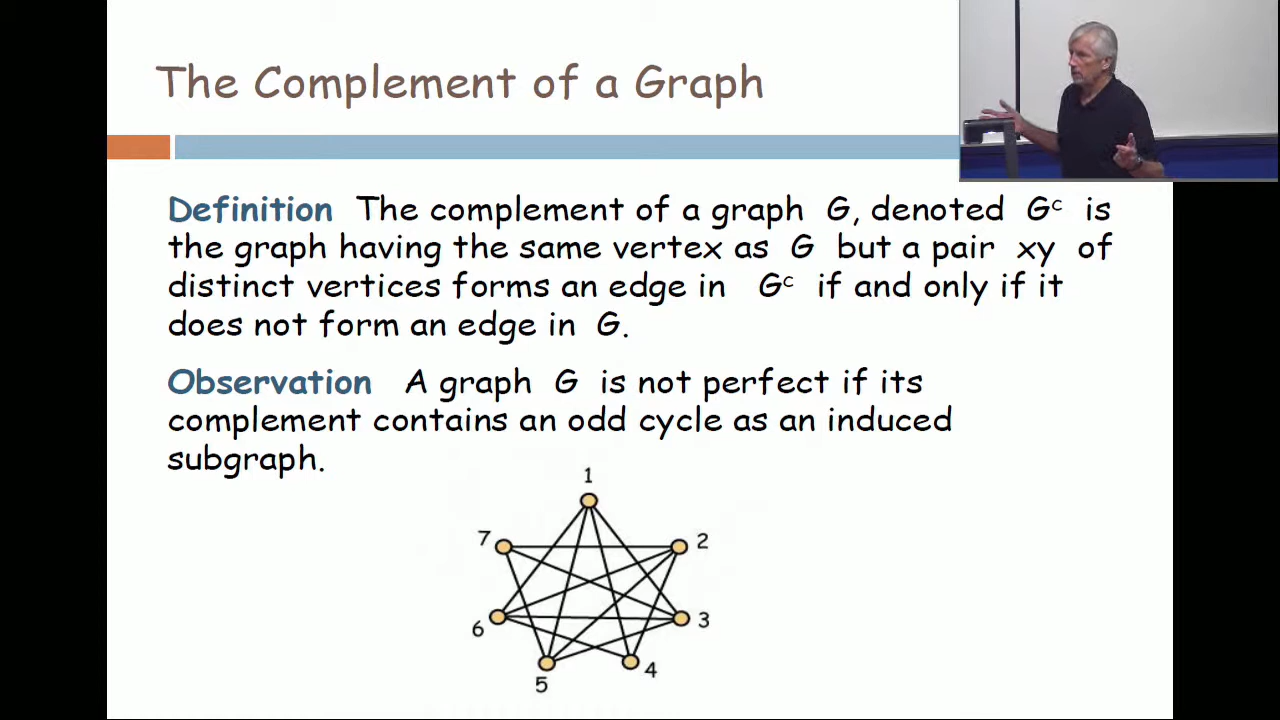 The Complement of a Graph
Definition The complement of a graph G, denoted Gᶜ is
the graph having the same vertex as G but a pair xy of
distinct vertices forms an edge in Gᶜ if and only if it
does not form an edge in G.
Observation A graph G is not perfect if its
complement contains an odd cycle as an induced
subgraph.
1
7
2
6
3
5
4